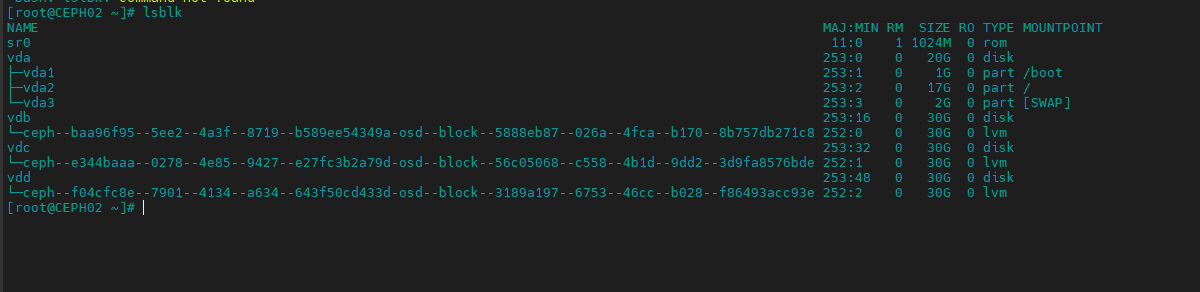 [root@CEPH02 ~]# lsblk
NAME MAJ:MIN RM SIZE RO TYPE MOUNTPOINT
sr0 11:0 1 1024M 0 rom
vda 253:0 0 20G 0 disk
├─vda1 253:1 0 1G 0 part /boot
├─vda2 253:2 0 17G 0 part /
└─vda3 253:3 0 2G 0 part [SWAP]
vdb 253:16 0 30G 0 disk
└─ceph--baa96f95--5ee2--4a3f--8719--b589ee54349a-osd--block--5888eb87--026a--4fca--b170--8b757db271c8 252:0 0 30G 0 lvm
vdc 253:32 0 30G 0 disk
└─ceph--e344baaa--0278--4e85--9427--e27fc3b2a79d-osd--block--56c05068--c558--4b1d--9dd2--3d9fa8576bde 252:1 0 30G 0 lvm
vdd 253:48 0 30G 0 disk
└─ceph--f04cfc8e--7901--4134--a634--643f50cd433d-osd--block--3189a197--6753--46cc--b028--f86493acc93e 252:2 0 30G 0 lvm
[root@CEPH02 ~]#